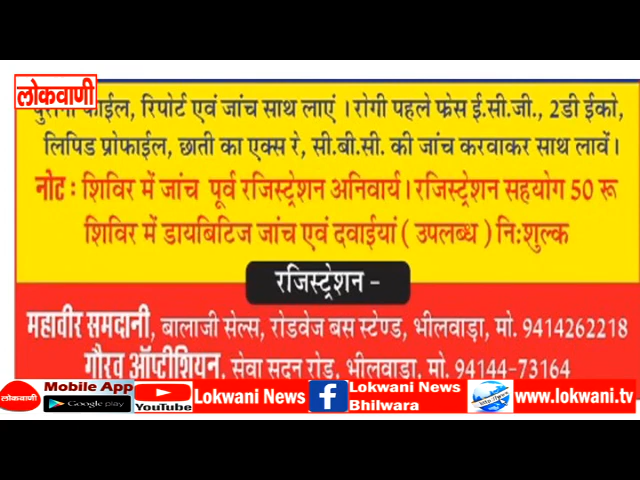 लोकवाणी
फाईल, रिपोर्ट एवं जांच साथ लाएं । रोगी पहले फ्रेस ई.सी.जी., 2डी ईको,
लिपिड प्रोफाईल, छाती का एक्स रे, सी.बी.सी. की जांच करवाकर साथ लावें।
नोट : शिविर में जांच पूर्व रजिस्ट्रेशन अनिवार्य। रजिस्ट्रेशन सहयोग 50 रू
शिविर में डायबिटिज जांच एवं दवाईयां ( उपलब्ध ) नि:शुल्क
रजिस्ट्रेशन -
महावीर समदानी, बालाजी सेल्स, रोडवेज बस स्टेण्ड, भीलवाड़ा, मो. 9414262218
गौरव ऑप्टीशियन, सेवा सदन रोड, भीलवाड़ा, मो. 94144-73164
लोकवाणी
Mobile App
Google play
YouTube
Lokwani News
Lokwani News
Bhilwara
www.lokwani.tv